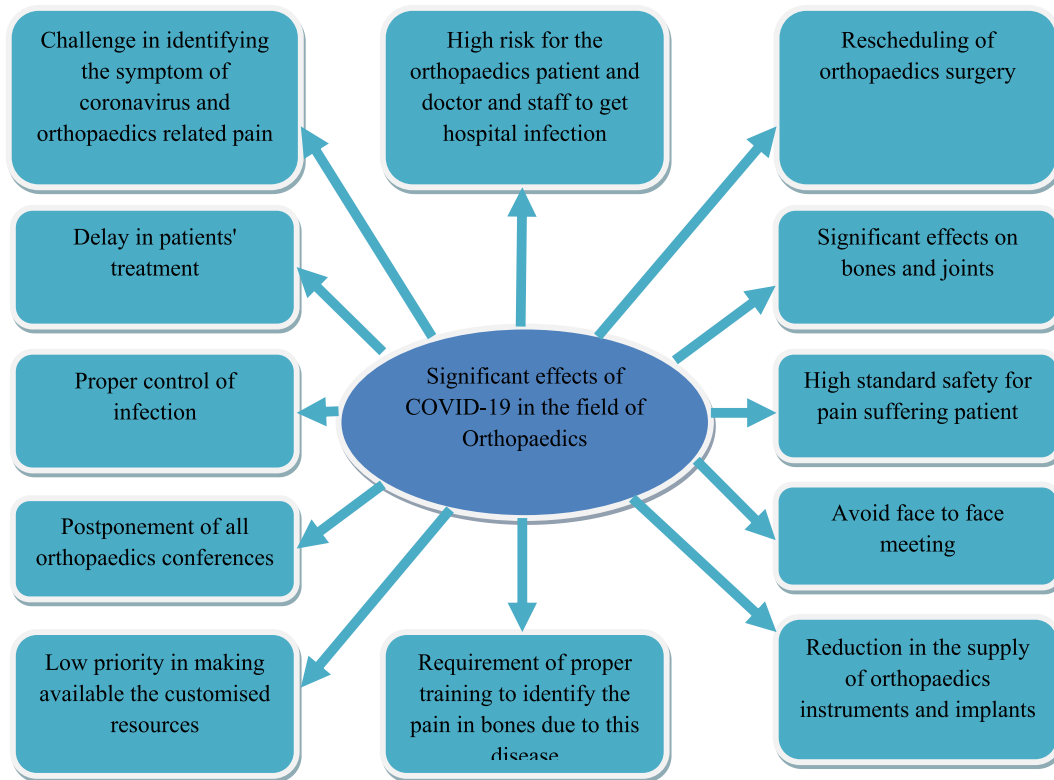 Challenge in identifying
the symptom of
coronavirus and
orthopaedics related pain
High risk for the
orthopaedics patient and
doctor and staff to get
hospital infection
Rescheduling of
orthopaedics surgery
Delay in patients'
treatment
Significant effects on
bones and joints
Proper control of
infection
Significant effects of
COVID-19 in the field of
Orthopaedics
High standard safety for
pain suffering patient
Postponement of all
orthopaedics conferences
Avoid face to face
meeting
Low priority in making
available the customised
resources
Requirement of proper
training to identify the
pain in bones due to this
disease
Reduction in the supply
of orthopaedics
instruments and implants